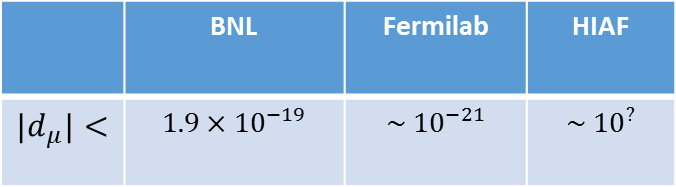 BNL Fermilab HIAF
|d_μ| < 1.9 × 10^{-19} ~ 10^{-21} ~ 10^{?}